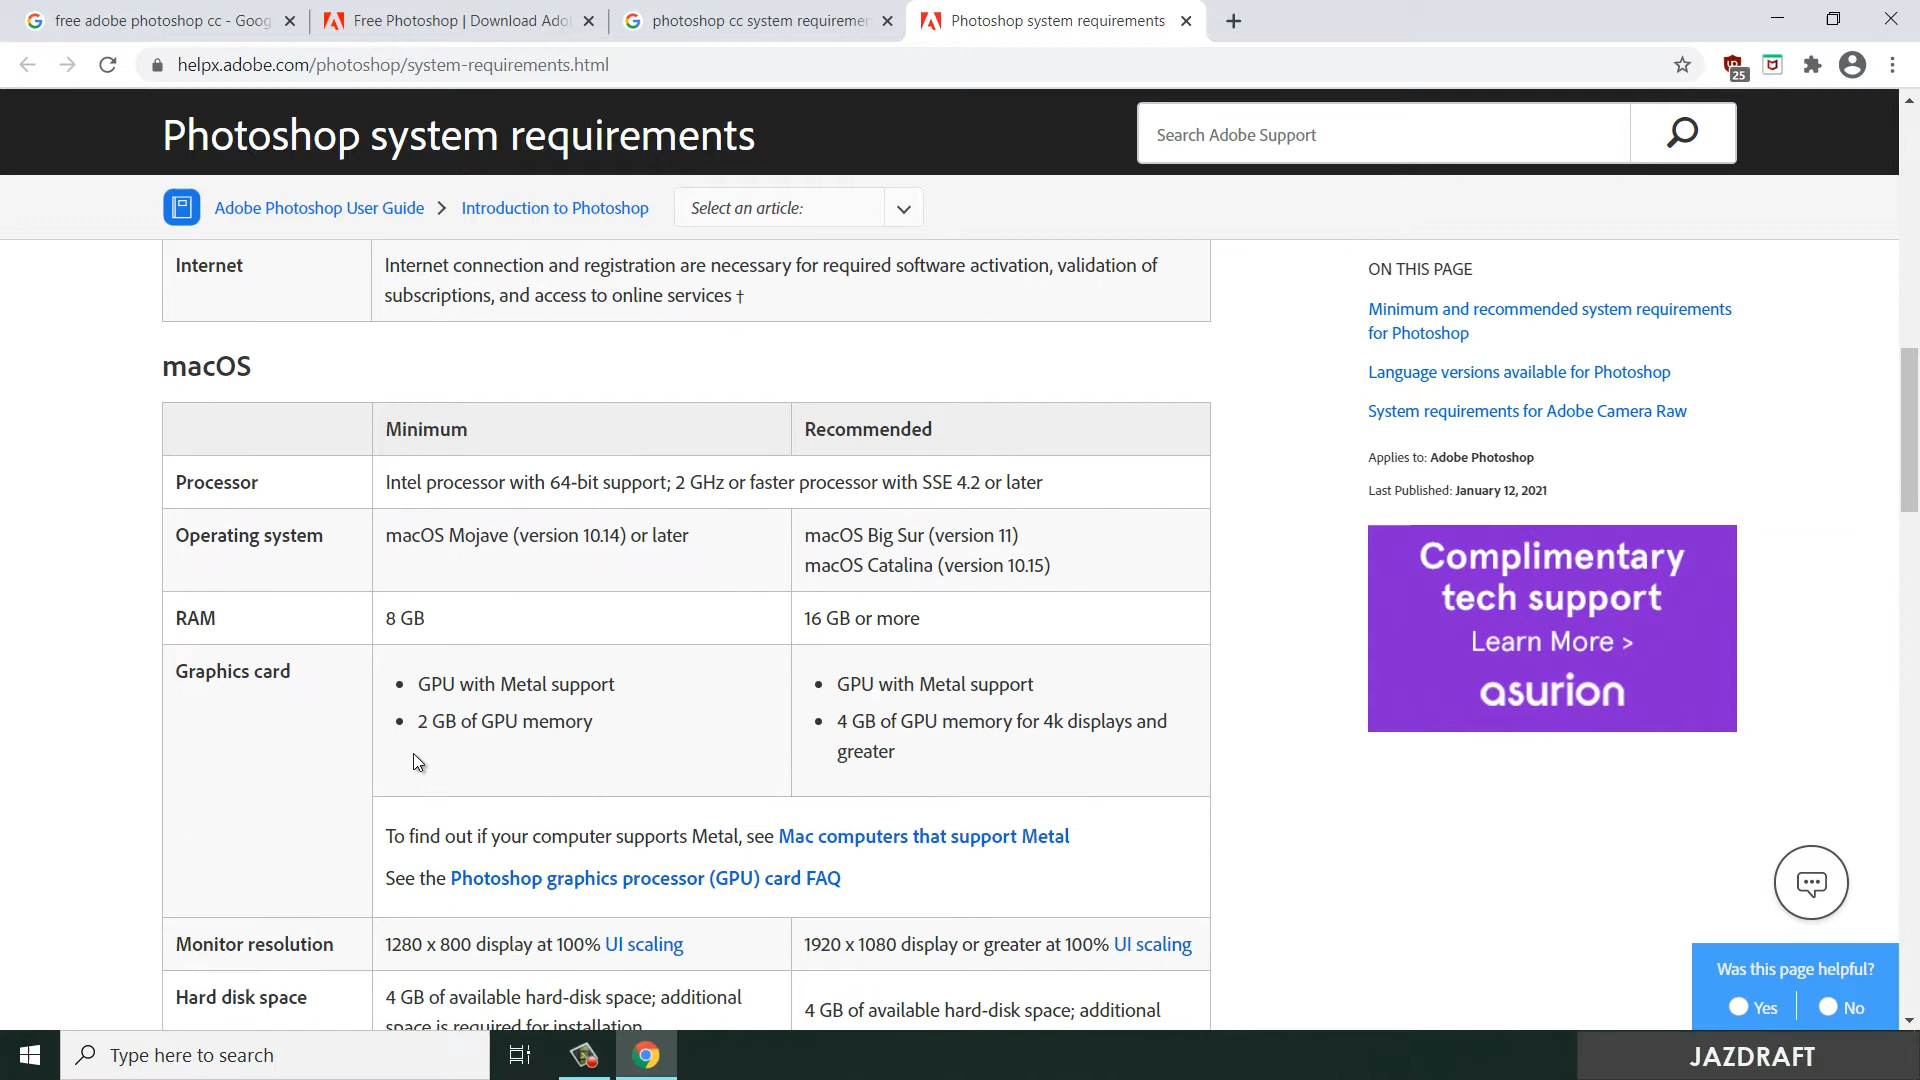 free adobe photoshop cc - Goog
Free Photoshop | Download Ado
photoshop cc system requiremen
Photoshop system requirements
helpx.adobe.com/photoshop/system-requirements.html
25
Photoshop system requirements
Search Adobe Support
Adobe Photoshop User Guide
Introduction to Photoshop
Select an article:
Internet
Internet connection and registration are necessary for required software activation, validation of
subscriptions, and access to online services †
macOS
Minimum
Recommended
Processor
Intel processor with 64-bit support; 2 GHz or faster processor with SSE 4.2 or later
Operating system
macOS Mojave (version 10.14) or later
macOS Big Sur (version 11)
macOS Catalina (version 10.15)
RAM
8 GB
16 GB or more
Graphics card
• GPU with Metal support
• 2 GB of GPU memory
• GPU with Metal support
• 4 GB of GPU memory for 4k displays and
greater
To find out if your computer supports Metal, see Mac computers that support Metal
See the Photoshop graphics processor (GPU) card FAQ
Monitor resolution
1280 x 800 display at 100% UI scaling
1920 x 1080 display or greater at 100% UI scaling
Hard disk space
4 GB of available hard-disk space; additional
space is required for installation
4 GB of available hard-disk space; additional
ON THIS PAGE
Minimum and recommended system requirements
for Photoshop
Language versions available for Photoshop
System requirements for Adobe Camera Raw
Applies to: Adobe Photoshop
Last Published: January 12, 2021
Complimentary
tech support
Learn More >
asurion
Was this page helpful?
Yes
No
Type here to search
JAZDRAFT